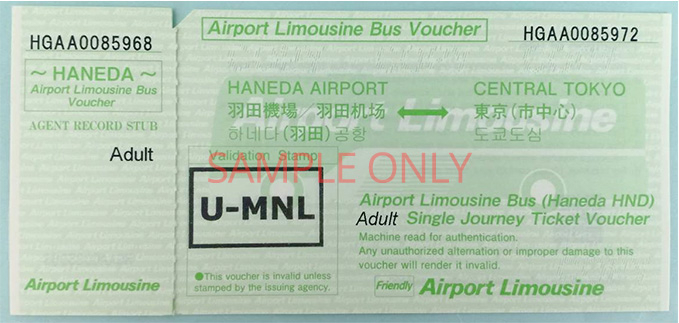 HGAA0085968
~ HANEDA ~
Airport Limousine Bus
Voucher
AGENT RECORD STUB
Adult
Airport Limousine
Airport Limousine Bus Voucher
HGAA0085972
HANEDA AIRPORT
CENTRAL TOKYO
羽田機場／羽田机场
東京(市中心)
하네다(羽田)공항
도쿄도심
Airport Limousine
Validation Stamp
SAMPLE ONLY
U-MNL
●This voucher is invalid unless
stamped by the issuing agency.
Airport Limousine Bus (Haneda HND)
Adult Single Journey Ticket Voucher
Machine read for authentication.
Any unauthorized alternation or improper damage to this
voucher will render it invalid.
Friendly Airport Limousine